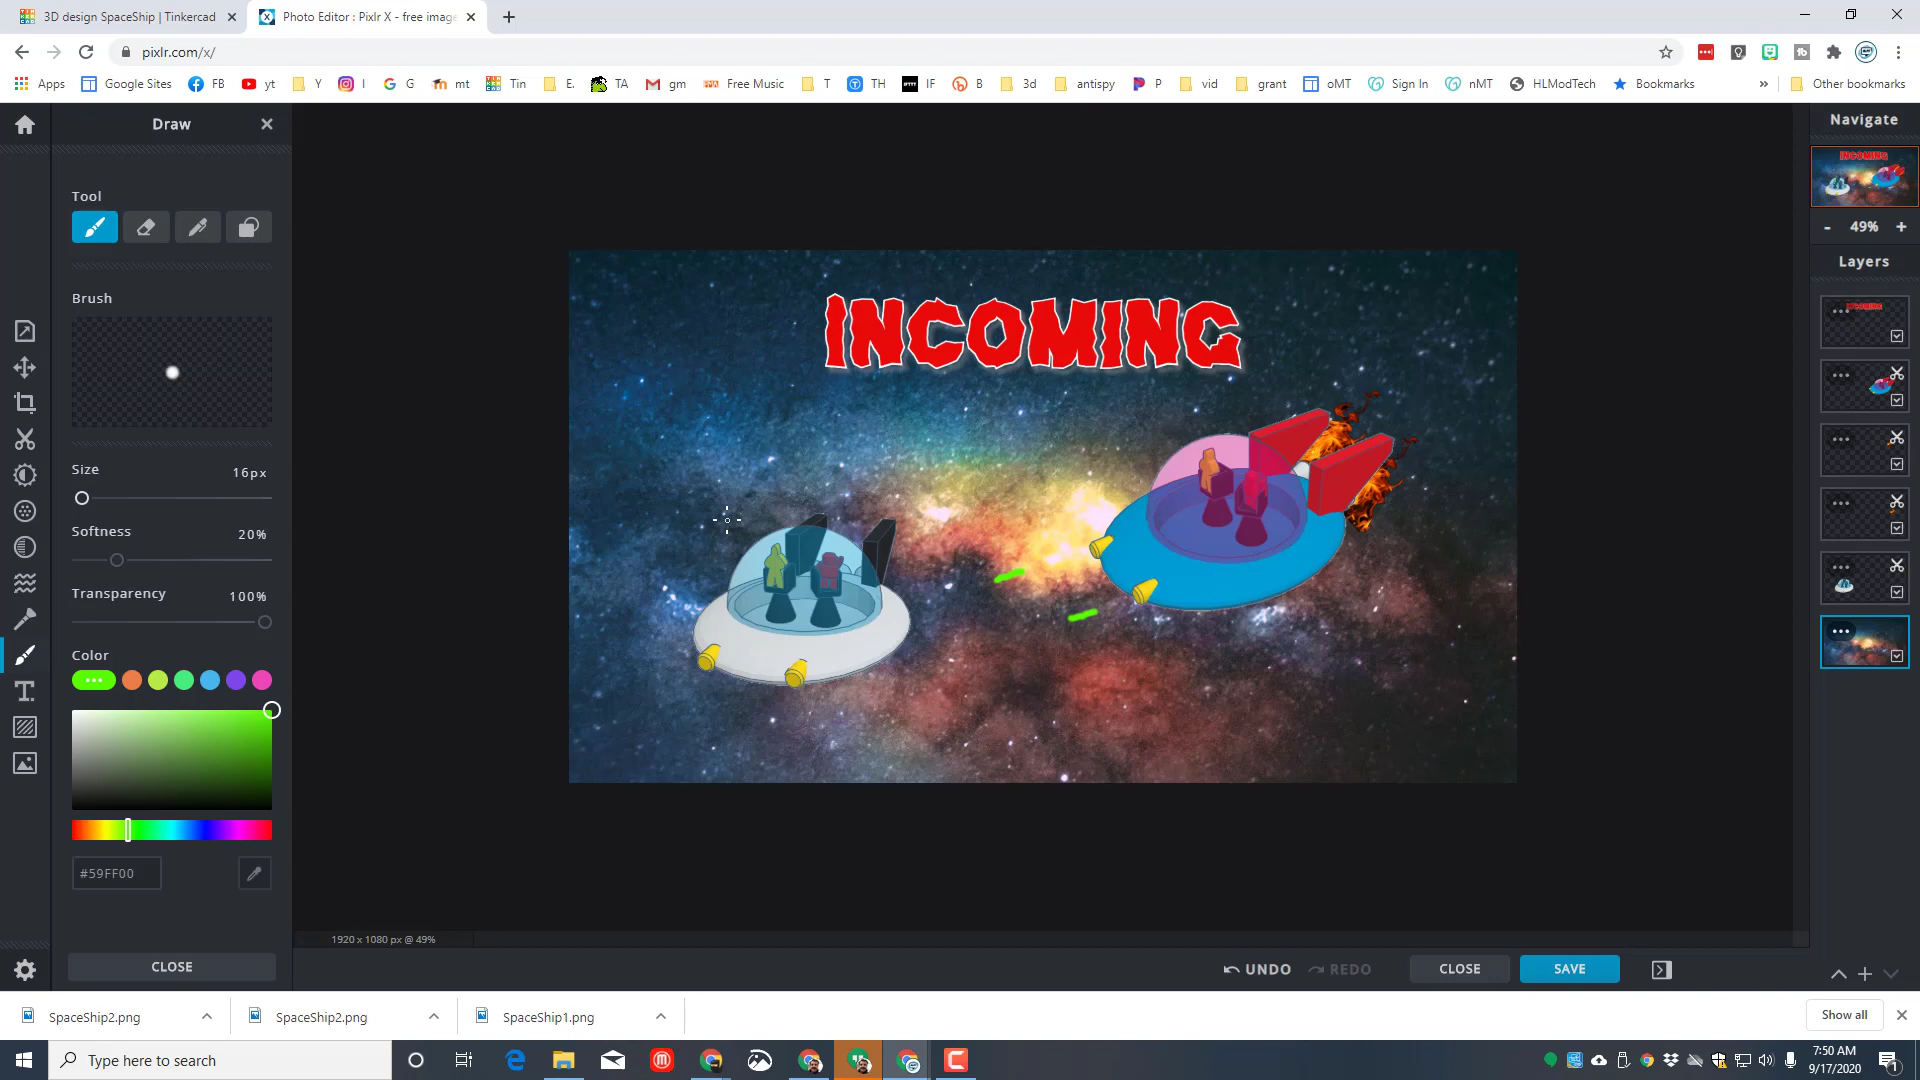 3D design SpaceShip | Tinkercad
Photo Editor : Pixlr X - free image
pixlr.com/x/
Apps
Google Sites
FB
yt
Y
I
G
mt
Tin
E.
TA
gm
Free Music
T
TH
IF
B
3d
antispy
P
vid
grant
oMT
Sign In
nMT
HLModTech
Bookmarks
»
Other bookmarks
Draw
Tool
Brush
Size
16px
Softness
20%
Transparency
100%
Color
#59FF00
CLOSE
INCOMING
Navigate
- 49% +
Layers
1920 x 1080 px @ 49%
UNDO
REDO
CLOSE
SAVE
SpaceShip2.png
SpaceShip2.png
SpaceShip1.png
Show all
Type here to search
7:50 AM
9/17/2020